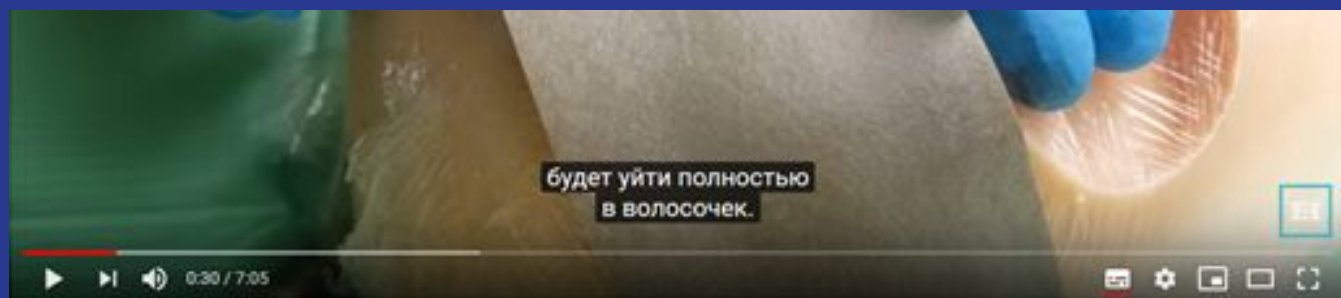 будет уйти полностью
в волосочек.
0:30 / 7:05